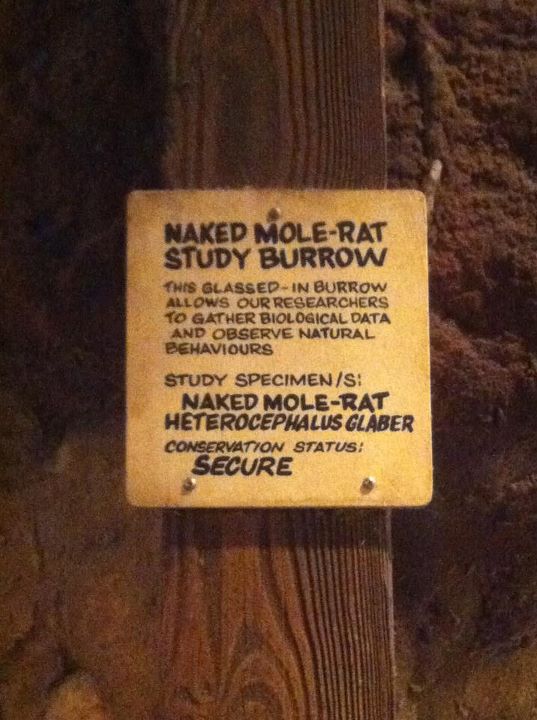 NAKED MOLE-RAT
STUDY BURROW
THIS GLASSED-IN BURROW
ALLOWS OUR RESEARCHERS
TO GATHER BIOLOGICAL DATA
AND OBSERVE NATURAL
BEHAVIOURS
STUDY SPECIMEN/S:
NAKED MOLE-RAT
HETEROCEPHALUS GLABER
CONSERVATION STATUS:
SECURE